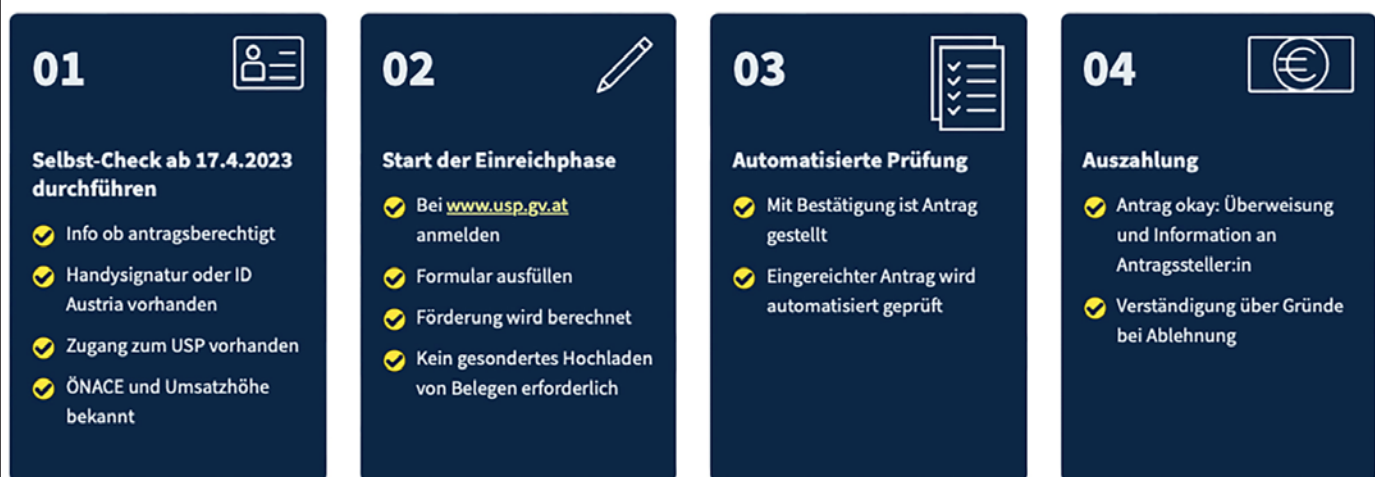 01
Selbst-Check ab 17.4.2023
durchführen
Info ob antragsberechtigt
Handysignatur oder ID
Austria vorhanden
Zugang zum USP vorhanden
ÖNACE und Umsatzhöhe
bekannt
02
Start der Einreichphase
Bei www.usp.gv.at
anmelden
Formular ausfüllen
Förderung wird berechnet
Kein gesondertes Hochladen
von Belegen erforderlich
03
Automatisierte Prüfung
Mit Bestätigung ist Antrag
gestellt
Eingereichter Antrag wird
automatisiert geprüft
04
€
Auszahlung
Antrag okay: Überweisung
und Information an
Antragssteller:in
Verständigung über Gründe
bei Ablehnung